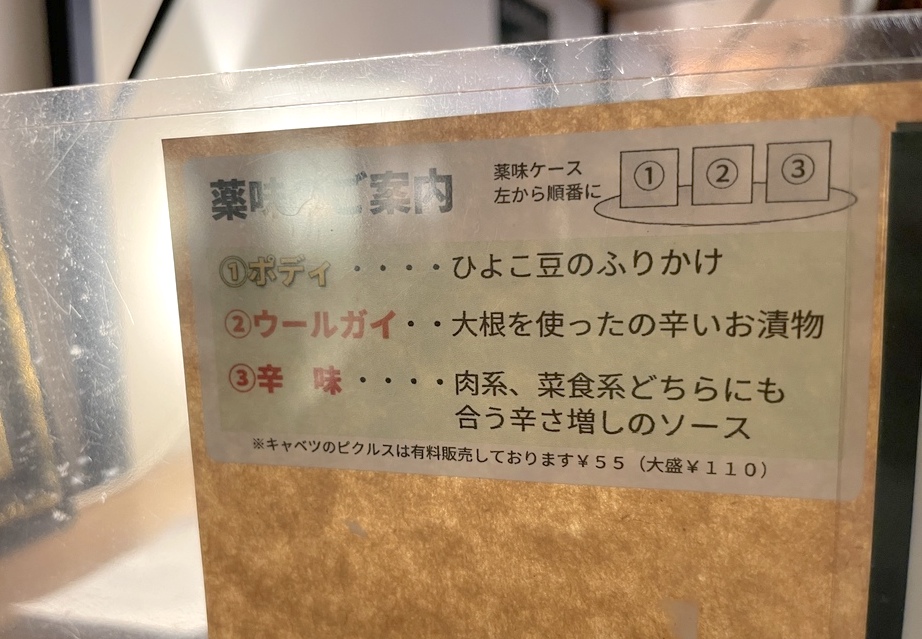 薬味のご案内
薬味ケース
左から順番に
① ② ③
①ポディ ・・・・ひよこ豆のふりかけ
②ウールガイ・・大根を使ったの辛いお漬物
③辛 味 ・・・・肉系、菜食系どちらにも
合う辛さ増しのソース
※キャベツのピクルスは有料販売しております￥５５（大盛￥１１０）